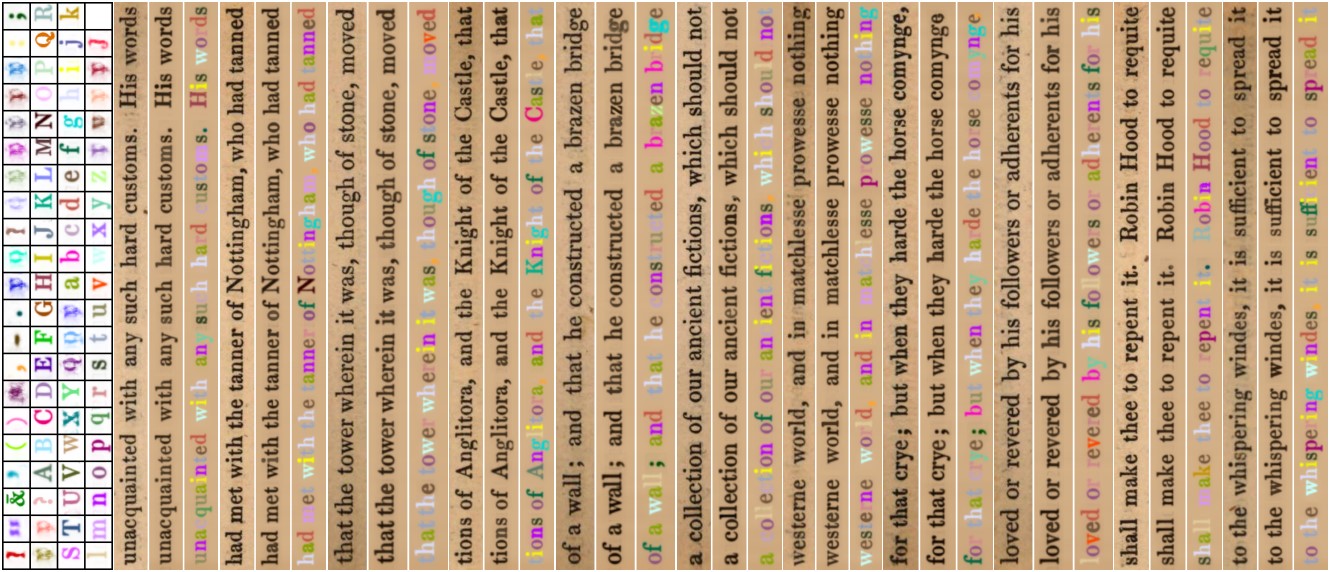 ! " & ' ( ) , - . : ;
? A B C D E F G H I J K L M N O P Q R
S T U V W X Y a b c d e f g h i j k
l m n o p q r s t u v w x y z
unacquainted with any such hard customs. His words
unacquainted with any such hard customs. His words
unacquainted with any such hard customs. His words
had met with the tanner of Nottingham, who had tanned
had met with the tanner of Nottingham, who had tanned
had met with the tanner of Nottingham, who had tanned
that the tower wherein it was, though of stone, moved
that the tower wherein it was, though of stone, moved
that the tower wherein it was, though of stone, moved
tions of Anglitora, and the Knight of the Castle, that
tions of Anglitora, and the Knight of the Castle, that
tions of Anglitora, and the Knight of the Castle, that
of a wall; and that he constructed a brazen bridge
of a wall; and that he constructed a brazen bridge
of a wall; and that he constructed a brazen bridge
a collection of our ancient fictions, which should not
a collection of our ancient fictions, which should not
a collection of our ancient fictions, which should not
westerne world, and in matchlesse prowesse nothing
westerne world, and in matchlesse prowesse nothing
westerne world, and in matchlesse prowesse nothing
for that crye; but when they harde the horse comynge,
for that crye; but when they harde the horse comynge
for that crye; but when they harde the horse comynge
loved or revered by his followers or adherents for his
loved or revered by his followers or adherents for his
loved or revered by his followers or adherents for his
shall make thee to repent it. Robin Hood to requite
shall make thee to repent it. Robin Hood to requite
shall make thee to repent it. Robin Hood to requite
to the whispering windes, it is sufficient to spread it
to the whispering windes, it is sufficient to spread it
to the whispering windes, it is sufficient to spread it